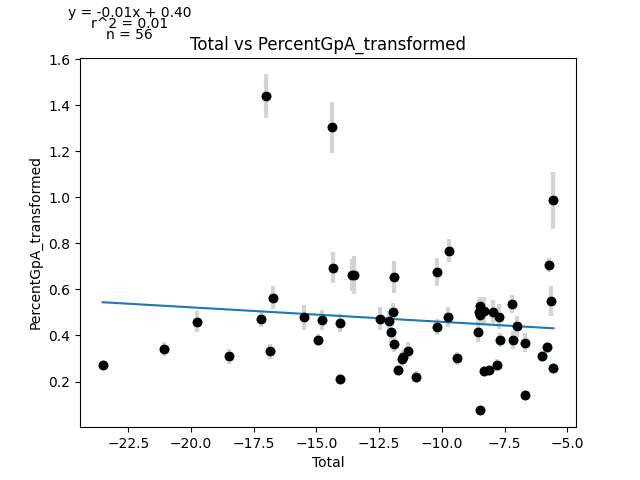 y = -0.01x + 0.40
r^2 = 0.01
n = 56
Total vs PercentGpA_transformed
1.6
1.4
1.2
1.0
0.8
0.6
0.4
0.2
PercentGpA_transformed
−22.5 −20.0 −17.5 −15.0 −12.5 −10.0 −7.5 −5.0
Total